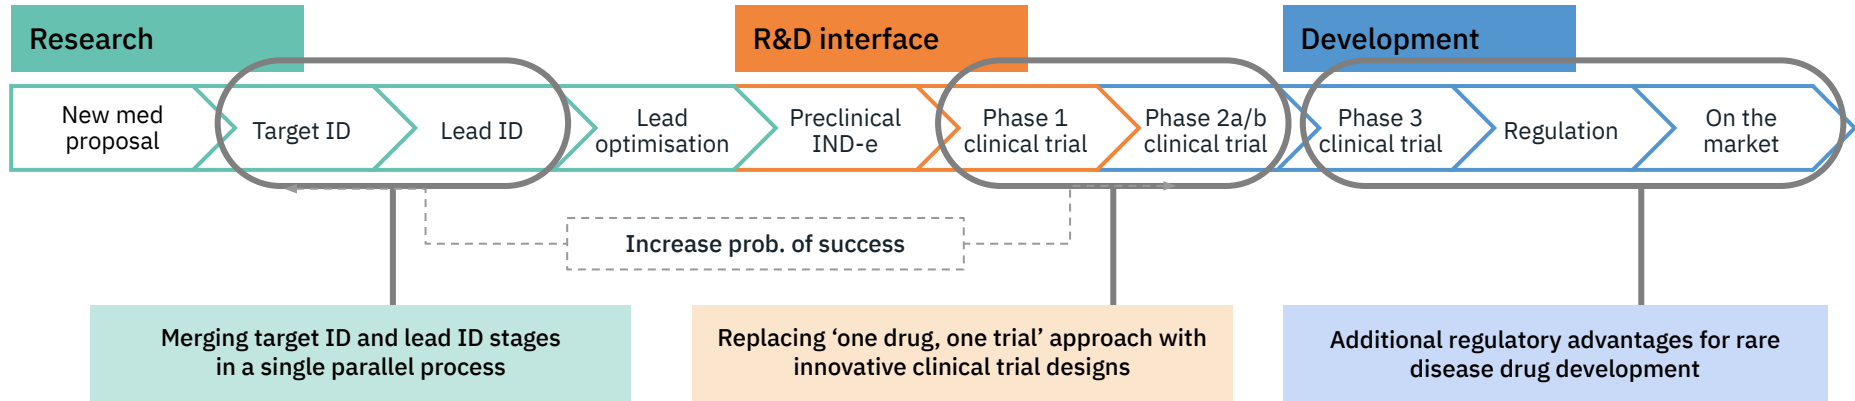 Research
R&D interface
Development
New med
proposal
Target ID
Lead ID
Lead
optimisation
Preclinical
IND-e
Phase 1
clinical trial
Phase 2a/b
clinical trial
Phase 3
clinical trial
Regulation
On the
market
Increase prob. of success
Merging target ID and lead ID stages
in a single parallel process
Replacing ‘one drug, one trial’ approach with
innovative clinical trial designs
Additional regulatory advantages for rare
disease drug development